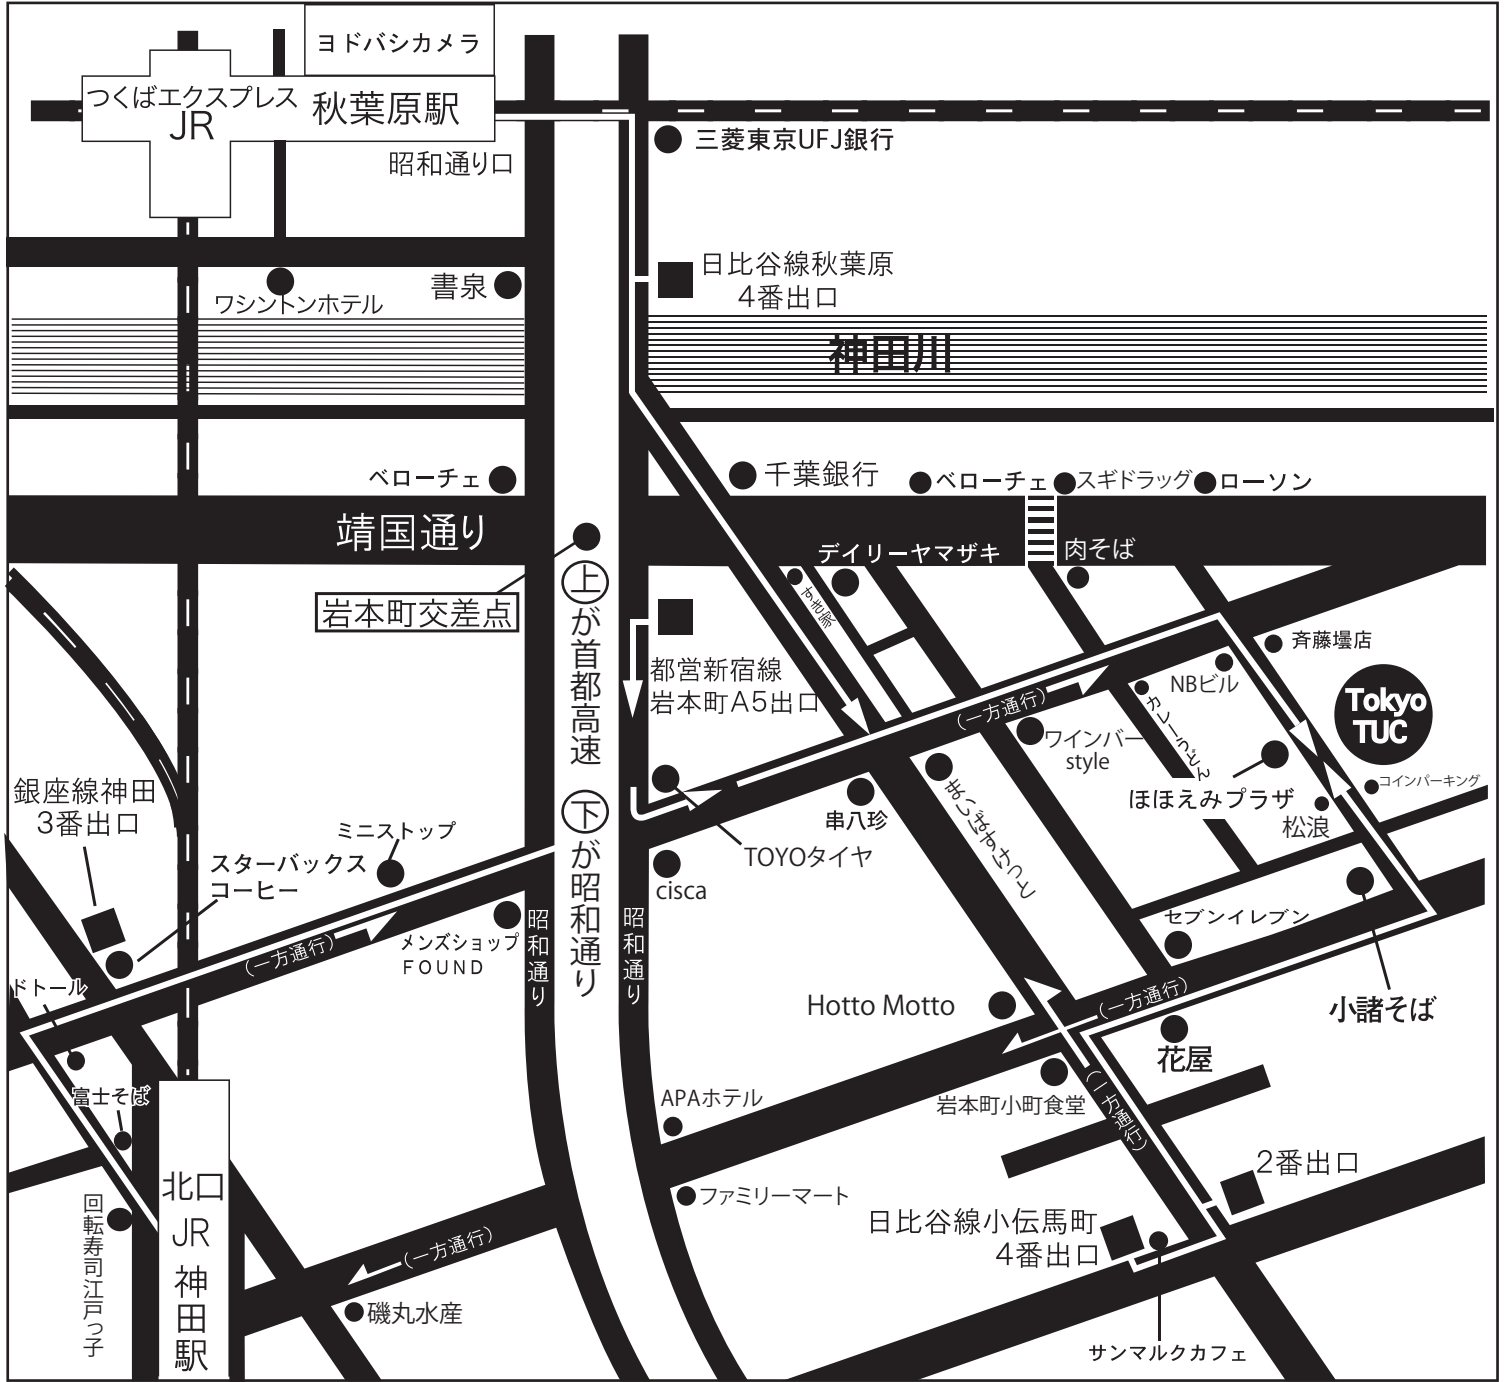 ヨドバシカメラ
つくばエクスプレス
JR
秋葉原駅
昭和通り口
三菱東京UFJ銀行
日比谷線秋葉原
4番出口
書泉
ワシントンホテル
神田川
ベローチェ
千葉銀行
ベローチェ
スギドラッグ
ローソン
靖国通り
デイリーヤマザキ
肉そば
すき家
岩本町交差点
上が首都高速
下が昭和通り
都営新宿線
岩本町A5出口
斉藤壜店
NBビル
Tokyo
TUC
カレーうどん
(一方通行)
ワインバー
style
コインパーキング
ほほえみプラザ
松浪
銀座線神田
3番出口
ミニストップ
スターバックス
コーヒー
串八珍
まいばすけっと
TOYOタイヤ
cisca
昭和通り
昭和通り
メンズショップ
FOUND
(一方通行)
セブンイレブン
ドトール
Hotto Motto
(一方通行)
小諸そば
花屋
富士そば
APAホテル
岩本町小町食堂
(一方通行)
2番出口
北口
JR
神田駅
ファミリーマート
回転寿司江戸っ子
日比谷線小伝馬町
4番出口
(一方通行)
磯丸水産
サンマルクカフェ